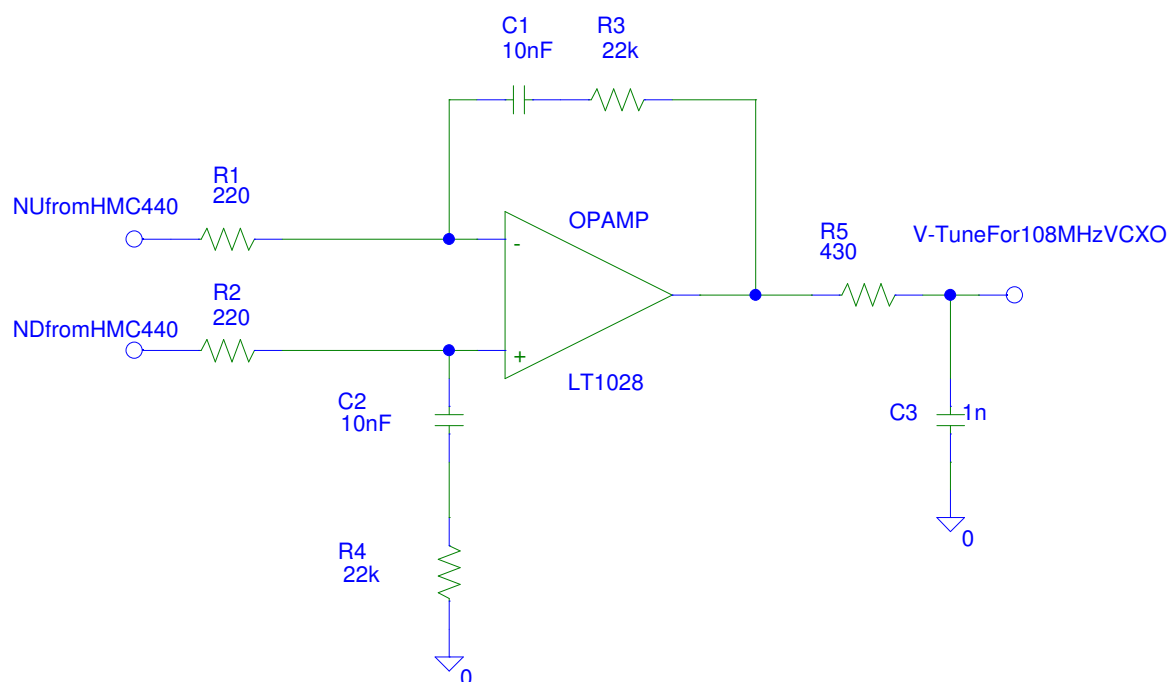 C1
10nF
R3
22k
R1
220
NUfromHMC440
OPAMP
-
R5
430
V-TuneFor108MHzVCXO
R2
220
NDfromHMC440
+
LT1028
C2
10nF
C3
1n
0
R4
22k
0